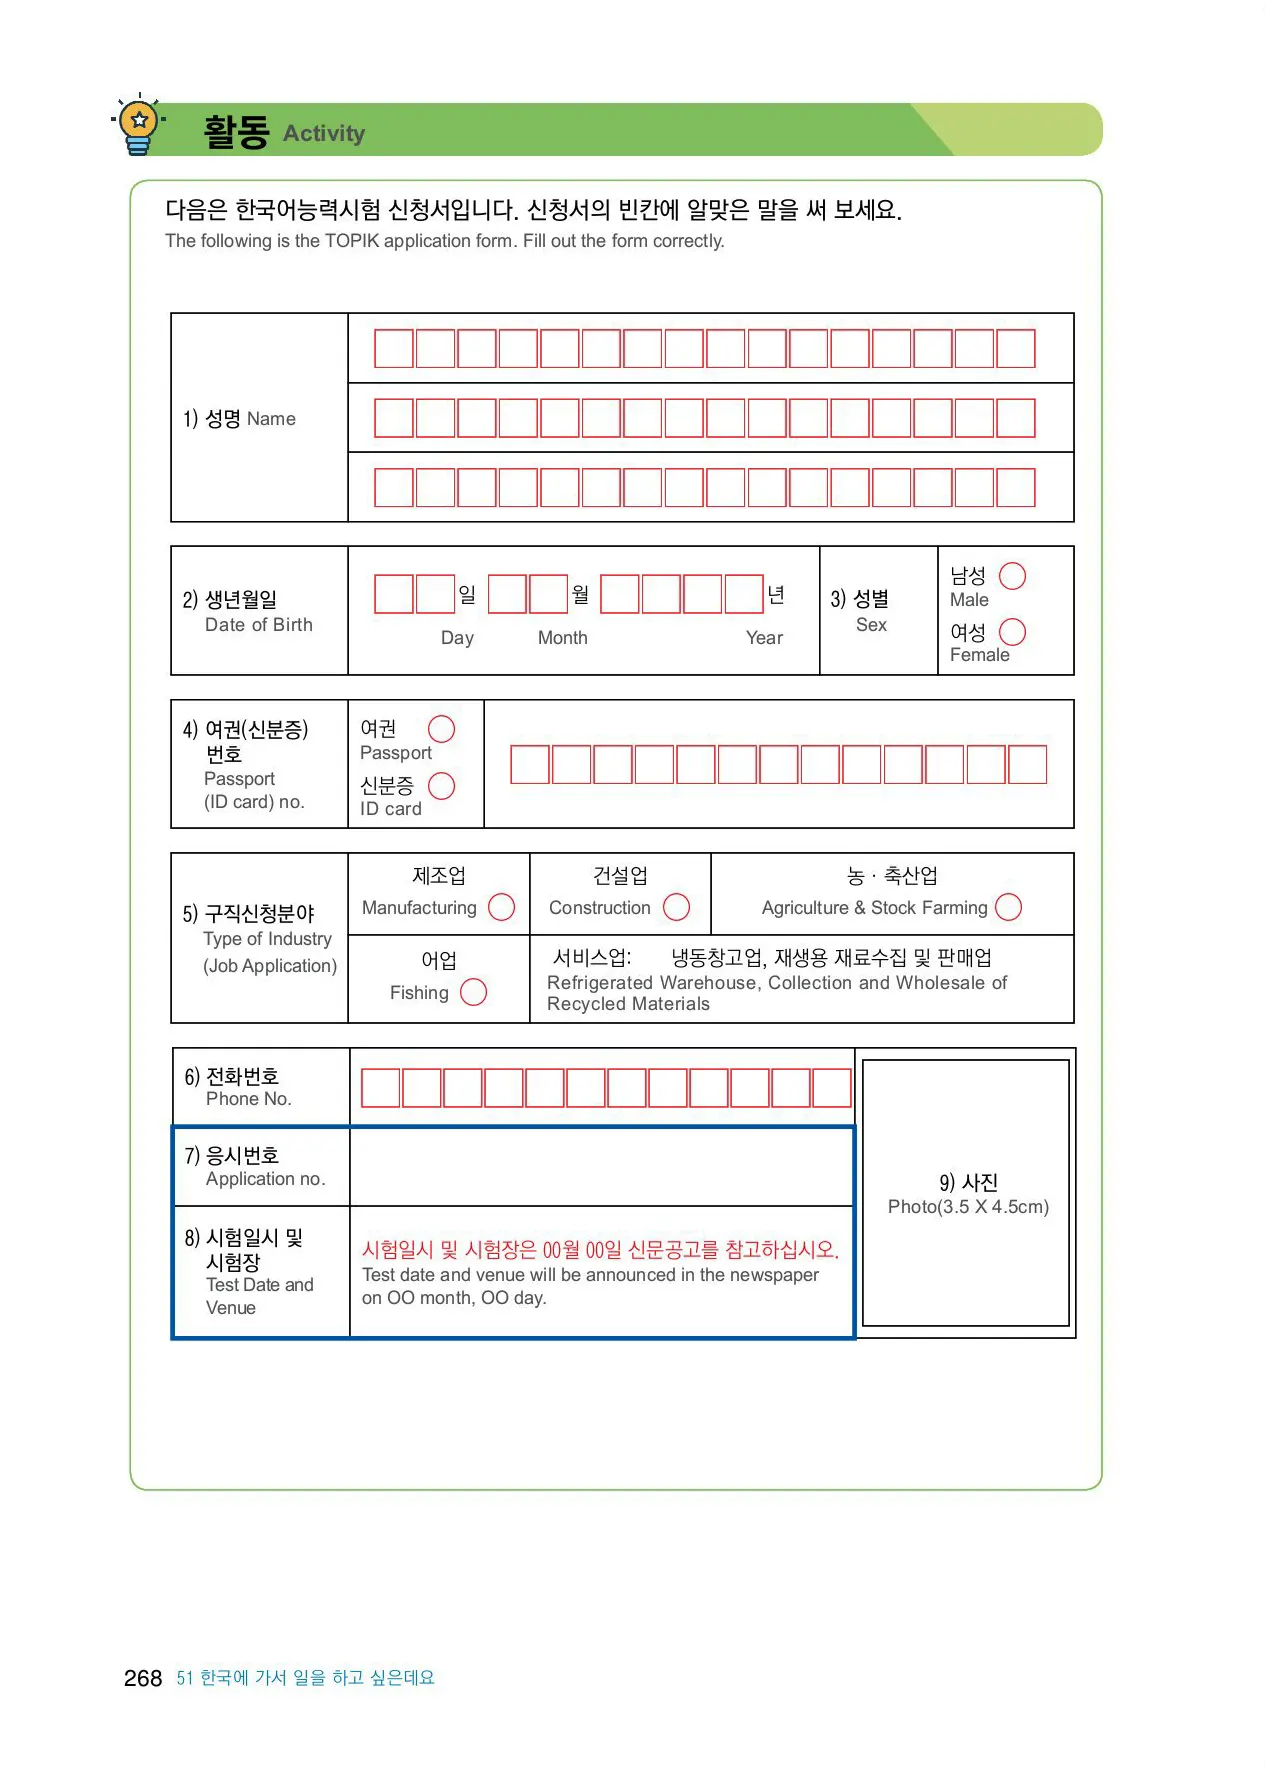 활동 Activity
다음은 한국어능력시험 신청서입니다. 신청서의 빈칸에 알맞은 말을 써 보세요.
The following is the TOPIK application form. Fill out the form correctly.
1) 성명 Name
2) 생년월일
Date of Birth
일 월 년
Day Month Year
3) 성별
Sex
남성
Male
여성
Female
4) 여권(신분증)
번호
Passport
(ID card) no.
여권
Passport
신분증
ID card
5) 구직신청분야
Type of Industry
(Job Application)
제조업
Manufacturing
건설업
Construction
농 · 축산업
Agriculture & Stock Farming
어업
Fishing
서비스업: 냉동창고업, 재생용 재료수집 및 판매업
Refrigerated Warehouse, Collection and Wholesale of
Recycled Materials
6) 전화번호
Phone No.
7) 응시번호
Application no.
8) 시험일시 및
시험장
Test Date and
Venue
시험일시 및 시험장은 00월 00일 신문공고를 참고하십시오.
Test date and venue will be announced in the newspaper
on OO month, OO day.
9) 사진
Photo(3.5 X 4.5cm)
268 51 한국에 가서 일을 하고 싶은데요